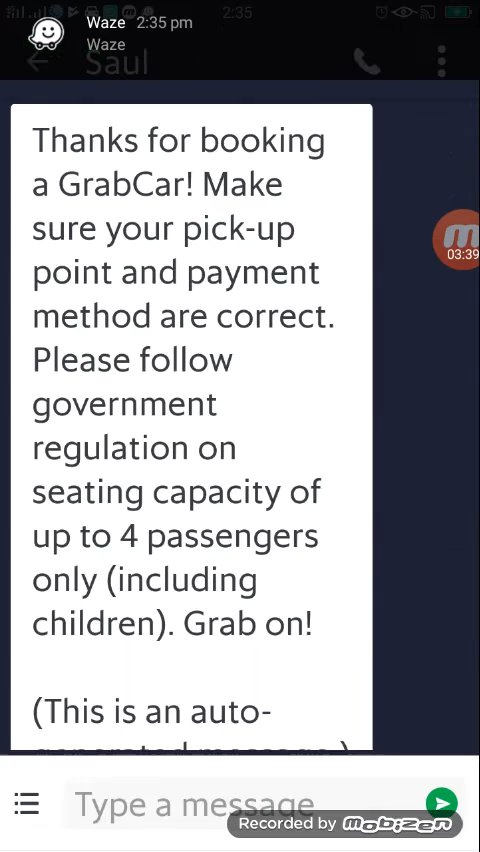 Waze 2:35 pm
2:35
Waze
Saul
Thanks for booking
a GrabCar! Make
sure your pick-up
point and payment
method are correct.
Please follow
government
regulation on
seating capacity of
up to 4 passengers
only (including
children). Grab on!
(This is an auto-
generated message.)
03:39
Type a message
Recorded by mobizen